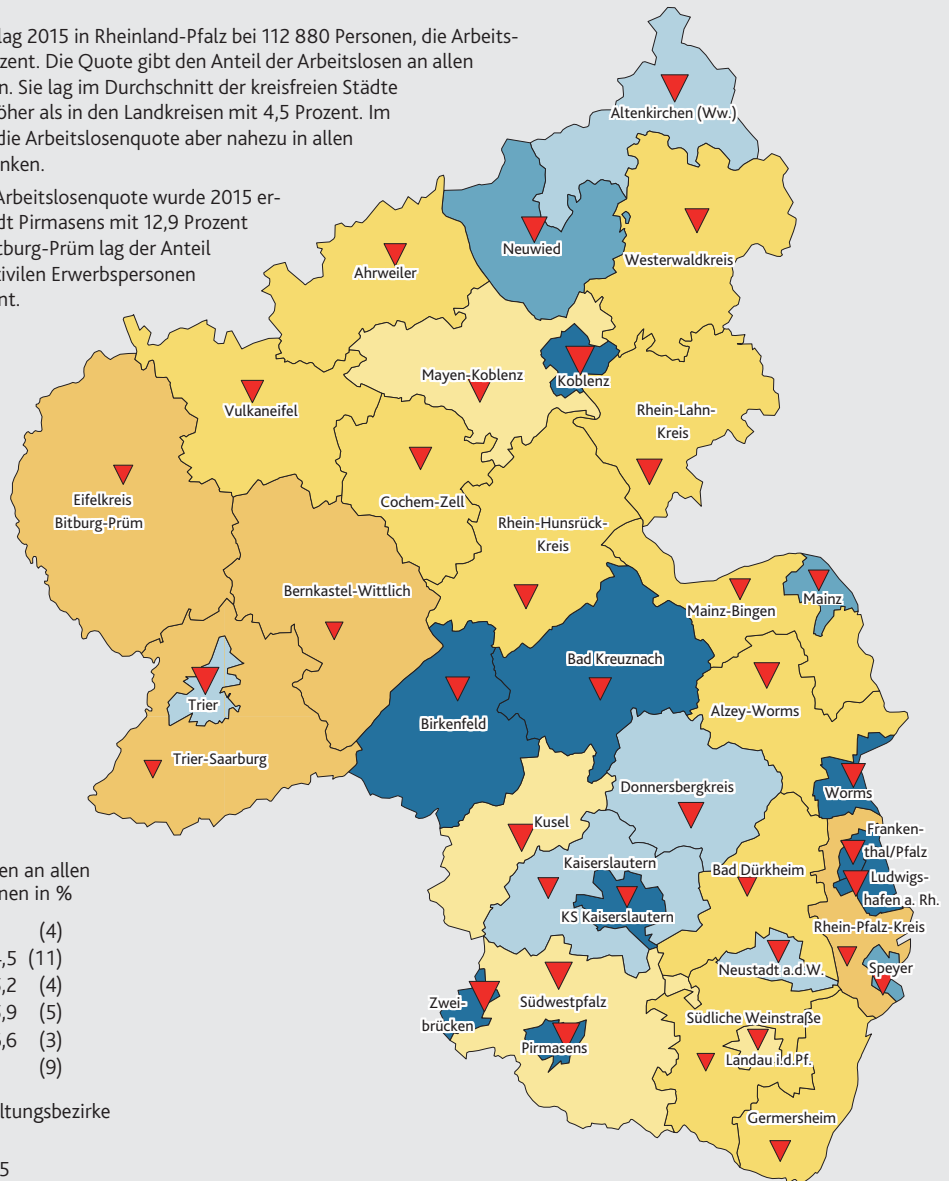 lag 2015 in Rheinland-Pfalz bei 112 880 Personen, die Arbeits-
zent. Die Quote gibt den Anteil der Arbeitslosen an allen
n. Sie lag im Durchschnitt der kreisfreien Städte
öher als in den Landkreisen mit 4,5 Prozent. Im
die Arbeitslosenquote aber nahezu in allen
nken.
Arbeitslosenquote wurde 2015 er-
dt Pirmasens mit 12,9 Prozent
tburg-Prüm lag der Anteil
zivilen Erwerbspersonen
nt.
Altenkirchen (Ww.)
Neuwied
Westerwaldkreis
Ahrweiler
Mayen-Koblenz
Koblenz
Vulkaneifel
Rhein-Lahn-
Kreis
Cochem-Zell
Eifelkreis
Bitburg-Prüm
Rhein-Hunsrück-
Kreis
Bernkastel-Wittlich
Mainz-Bingen
Mainz
Bad Kreuznach
Trier
Birkenfeld
Alzey-Worms
Trier-Saarburg
Donnersbergkreis
Worms
Kusel
Franken-
thal/Pfalz
Kaiserslautern
Bad Dürkheim
Ludwigs-
hafen a. Rh.
KS Kaiserslautern
Rhein-Pfalz-Kreis
Neustadt a.d.W.
Speyer
Zwei-
brücken
Südwestpfalz
Südliche Weinstraße
Pirmasens
Landau i.d.Pf.
Germersheim
en an allen
nen in %
(4)
,5 (11)
,2 (4)
,9 (5)
,6 (3)
(9)
ltungsbezirke
5